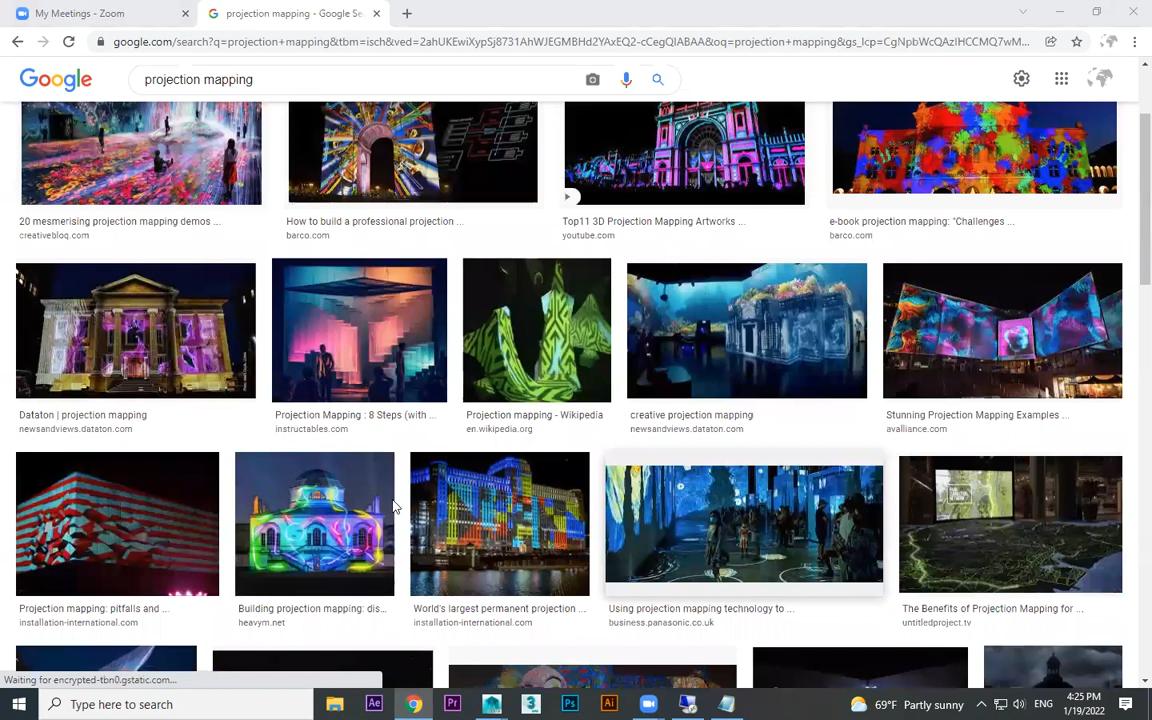 My Meetings - Zoom
projection mapping - Google Se
google.com/search?q=projection+mapping&tbm=isch&ved=2ahUKEwiXypSj8731AhWJEGMBHd2YAxEQ2-cCegQIABAA&oq=projection+mapping&gs_lcp=CgNpbWcQAzIHCCMQ7wM...
Google
projection mapping
20 mesmerising projection mapping demos ...
creativebloq.com
How to build a professional projection ...
barco.com
Top11 3D Projection Mapping Artworks ...
youtube.com
e-book projection mapping: "Challenges ...
barco.com
Dataton | projection mapping
newsandviews.dataton.com
Projection Mapping : 8 Steps (with ...
instructables.com
Projection mapping - Wikipedia
en.wikipedia.org
creative projection mapping
newsandviews.dataton.com
Stunning Projection Mapping Examples ...
avalliance.com
Projection mapping: pitfalls and ...
installation-international.com
Building projection mapping: dis...
heavym.net
World's largest permanent projection ...
installation-international.com
Using projection mapping technology to ...
business.panasonic.co.uk
The Benefits of Projection Mapping for ...
untitledproject.tv
Waiting for encrypted-tbn0.gstatic.com...
Type here to search
Ae
Pr
3
Ps
Ai
69°F Partly sunny
ENG
4:25 PM
1/19/2022